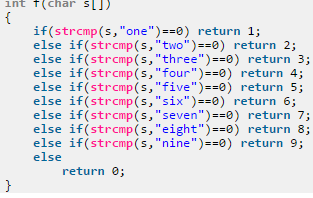 int f(char s[])
{
    if(strcmp(s,"one")==0) return 1;
    else if(strcmp(s,"two")==0) return 2;
    else if(strcmp(s,"three")==0) return 3;
    else if(strcmp(s,"four")==0) return 4;
    else if(strcmp(s,"five")==0) return 5;
    else if(strcmp(s,"six")==0) return 6;
    else if(strcmp(s,"seven")==0) return 7;
    else if(strcmp(s,"eight")==0) return 8;
    else if(strcmp(s,"nine")==0) return 9;
    else
        return 0;
}